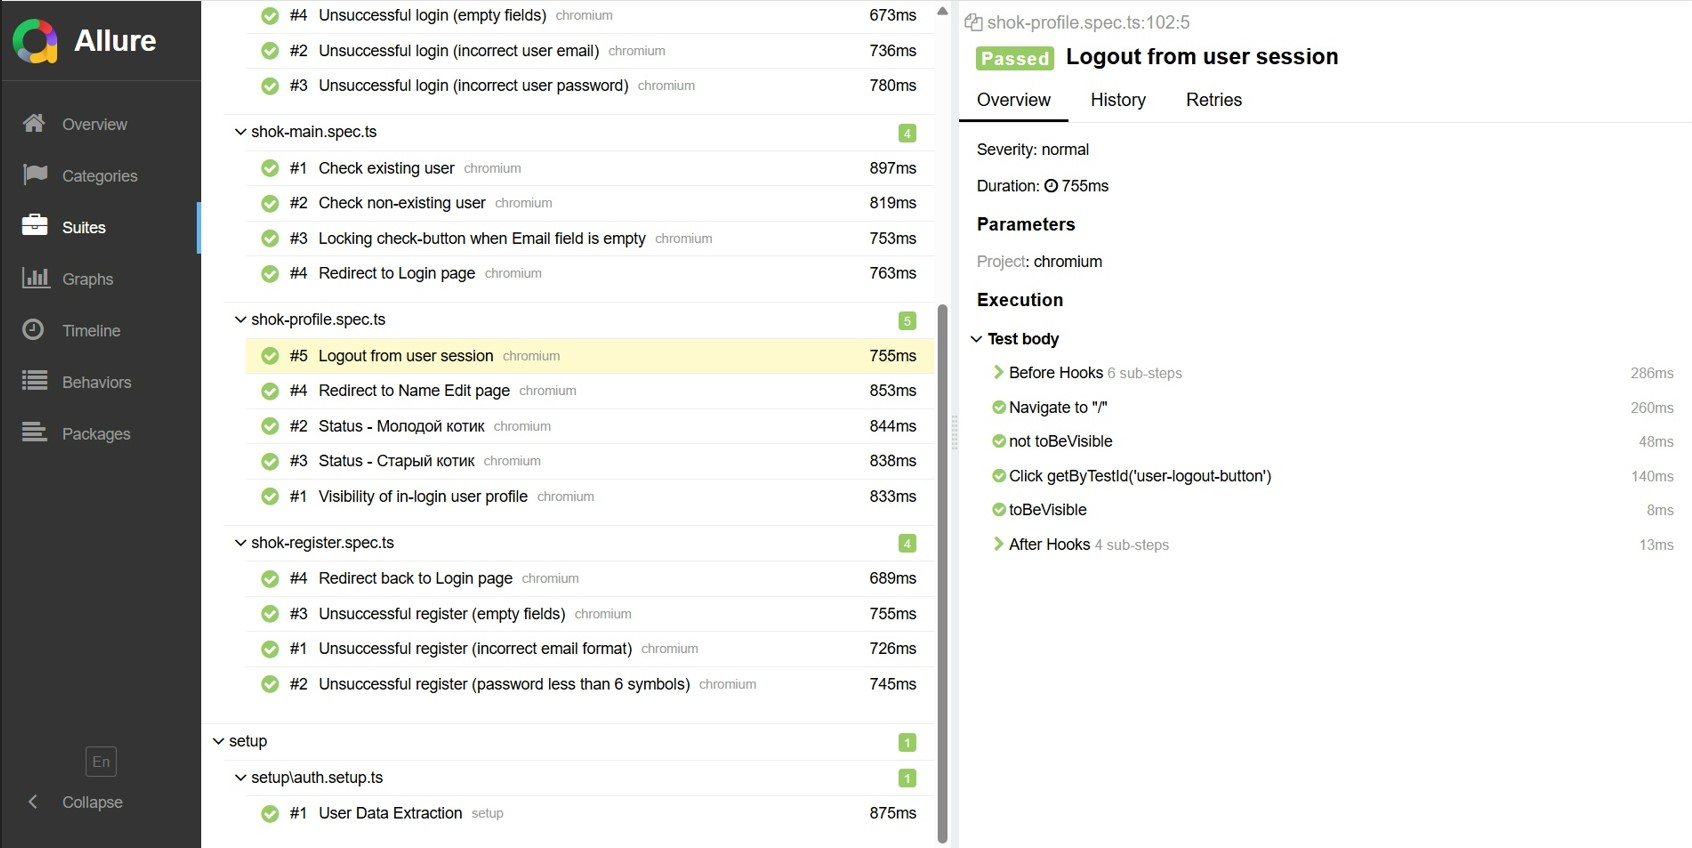 Allure
Overview
Categories
Suites
Graphs
Timeline
Behaviors
Packages
En
Collapse
#4 Unsuccessful login (empty fields) chromium 673ms
#2 Unsuccessful login (incorrect user email) chromium 736ms
#3 Unsuccessful login (incorrect user password) chromium 780ms
shok-main.spec.ts 4
#1 Check existing user chromium 897ms
#2 Check non-existing user chromium 819ms
#3 Locking check-button when Email field is empty chromium 753ms
#4 Redirect to Login page chromium 763ms
shok-profile.spec.ts 5
#5 Logout from user session chromium 755ms
#4 Redirect to Name Edit page chromium 853ms
#2 Status - Молодой котик chromium 844ms
#3 Status - Старый котик chromium 838ms
#1 Visibility of in-login user profile chromium 833ms
shok-register.spec.ts 4
#4 Redirect back to Login page chromium 689ms
#3 Unsuccessful register (empty fields) chromium 755ms
#1 Unsuccessful register (incorrect email format) chromium 726ms
#2 Unsuccessful register (password less than 6 symbols) chromium 745ms
setup 1
setup\auth.setup.ts 1
#1 User Data Extraction setup 875ms
shok-profile.spec.ts:102:5
Passed Logout from user session
Overview History Retries
Severity: normal
Duration: 755ms
Parameters
Project: chromium
Execution
Test body
Before Hooks 6 sub-steps 286ms
Navigate to "/" 260ms
not toBeVisible 48ms
Click getByTestId('user-logout-button') 140ms
toBeVisible 8ms
After Hooks 4 sub-steps 13ms